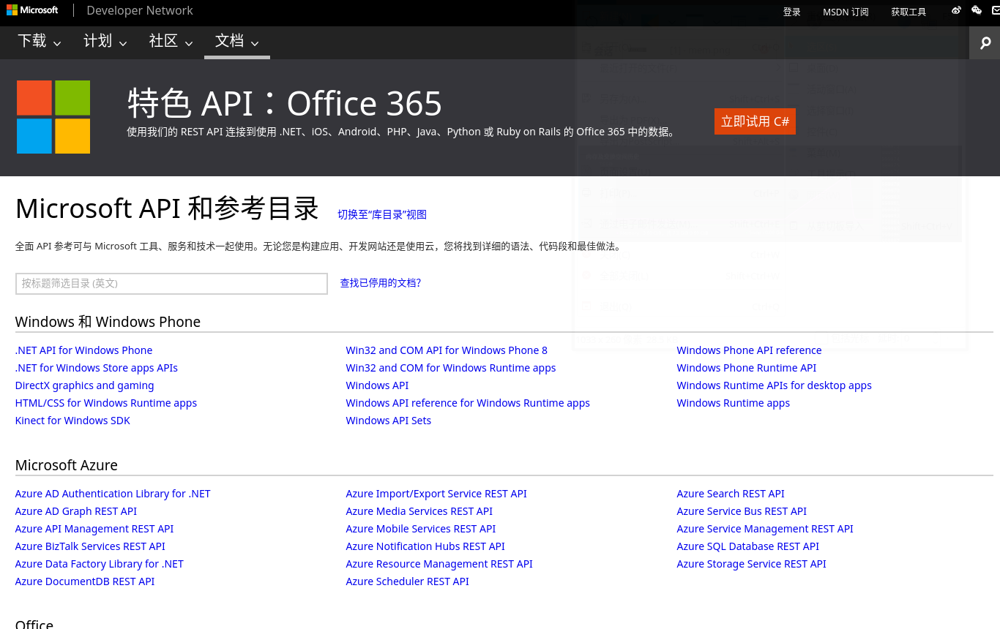 Microsoft Developer Network 登录 MSDN 订阅 获取工具
下载 计划 社区 文档
特色 API：Office 365
使用我们的 REST API 连接到使用 .NET、iOS、Android、PHP、Java、Python 或 Ruby on Rails 的 Office 365 中的数据。
立即试用 C#
Microsoft API 和参考目录 切换至“库目录”视图
全面 API 参考可与 Microsoft 工具、服务和技术一起使用。无论您是构建应用、开发网站还是使用云，您将找到详细的语法、代码段和最佳做法。
按标题筛选目录 (英文) 查找已停用的文档?
Windows 和 Windows Phone
.NET API for Windows Phone Win32 and COM API for Windows Phone 8 Windows Phone API reference
.NET for Windows Store apps APIs Win32 and COM for Windows Runtime apps Windows Phone Runtime API
DirectX graphics and gaming Windows API Windows Runtime APIs for desktop apps
HTML/CSS for Windows Runtime apps Windows API reference for Windows Runtime apps Windows Runtime apps
Kinect for Windows SDK Windows API Sets
Microsoft Azure
Azure AD Authentication Library for .NET Azure Import/Export Service REST API Azure Search REST API
Azure AD Graph REST API Azure Media Services REST API Azure Service Bus REST API
Azure API Management REST API Azure Mobile Services REST API Azure Service Management REST API
Azure BizTalk Services REST API Azure Notification Hubs REST API Azure SQL Database REST API
Azure Data Factory Library for .NET Azure Resource Management REST API Azure Storage Service REST API
Azure DocumentDB REST API Azure Scheduler REST API
Office